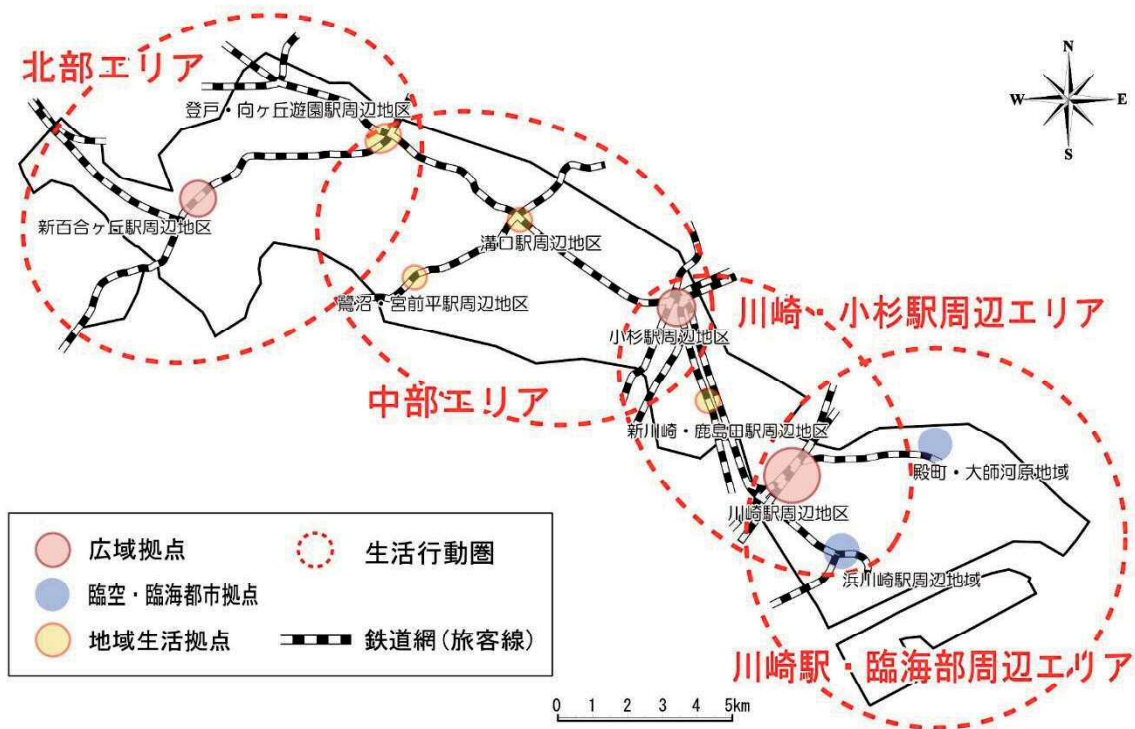 北部エリア
登戸・向ヶ丘遊園駅周辺地区
新百合ヶ丘駅周辺地区
溝口駅周辺地区
鷺沼・宮前平駅周辺地区
中部エリア
小杉駅周辺地区
川崎・小杉駅周辺エリア
新川崎・鹿島田駅周辺地区
殿町・大師河原地域
川崎駅周辺地区
浜川崎駅周辺地域
川崎駅・臨海部周辺エリア
N
W E
S
広域拠点
生活行動圏
臨空・臨海都市拠点
地域生活拠点
鉄道網(旅客線)
0 1 2 3 4 5km